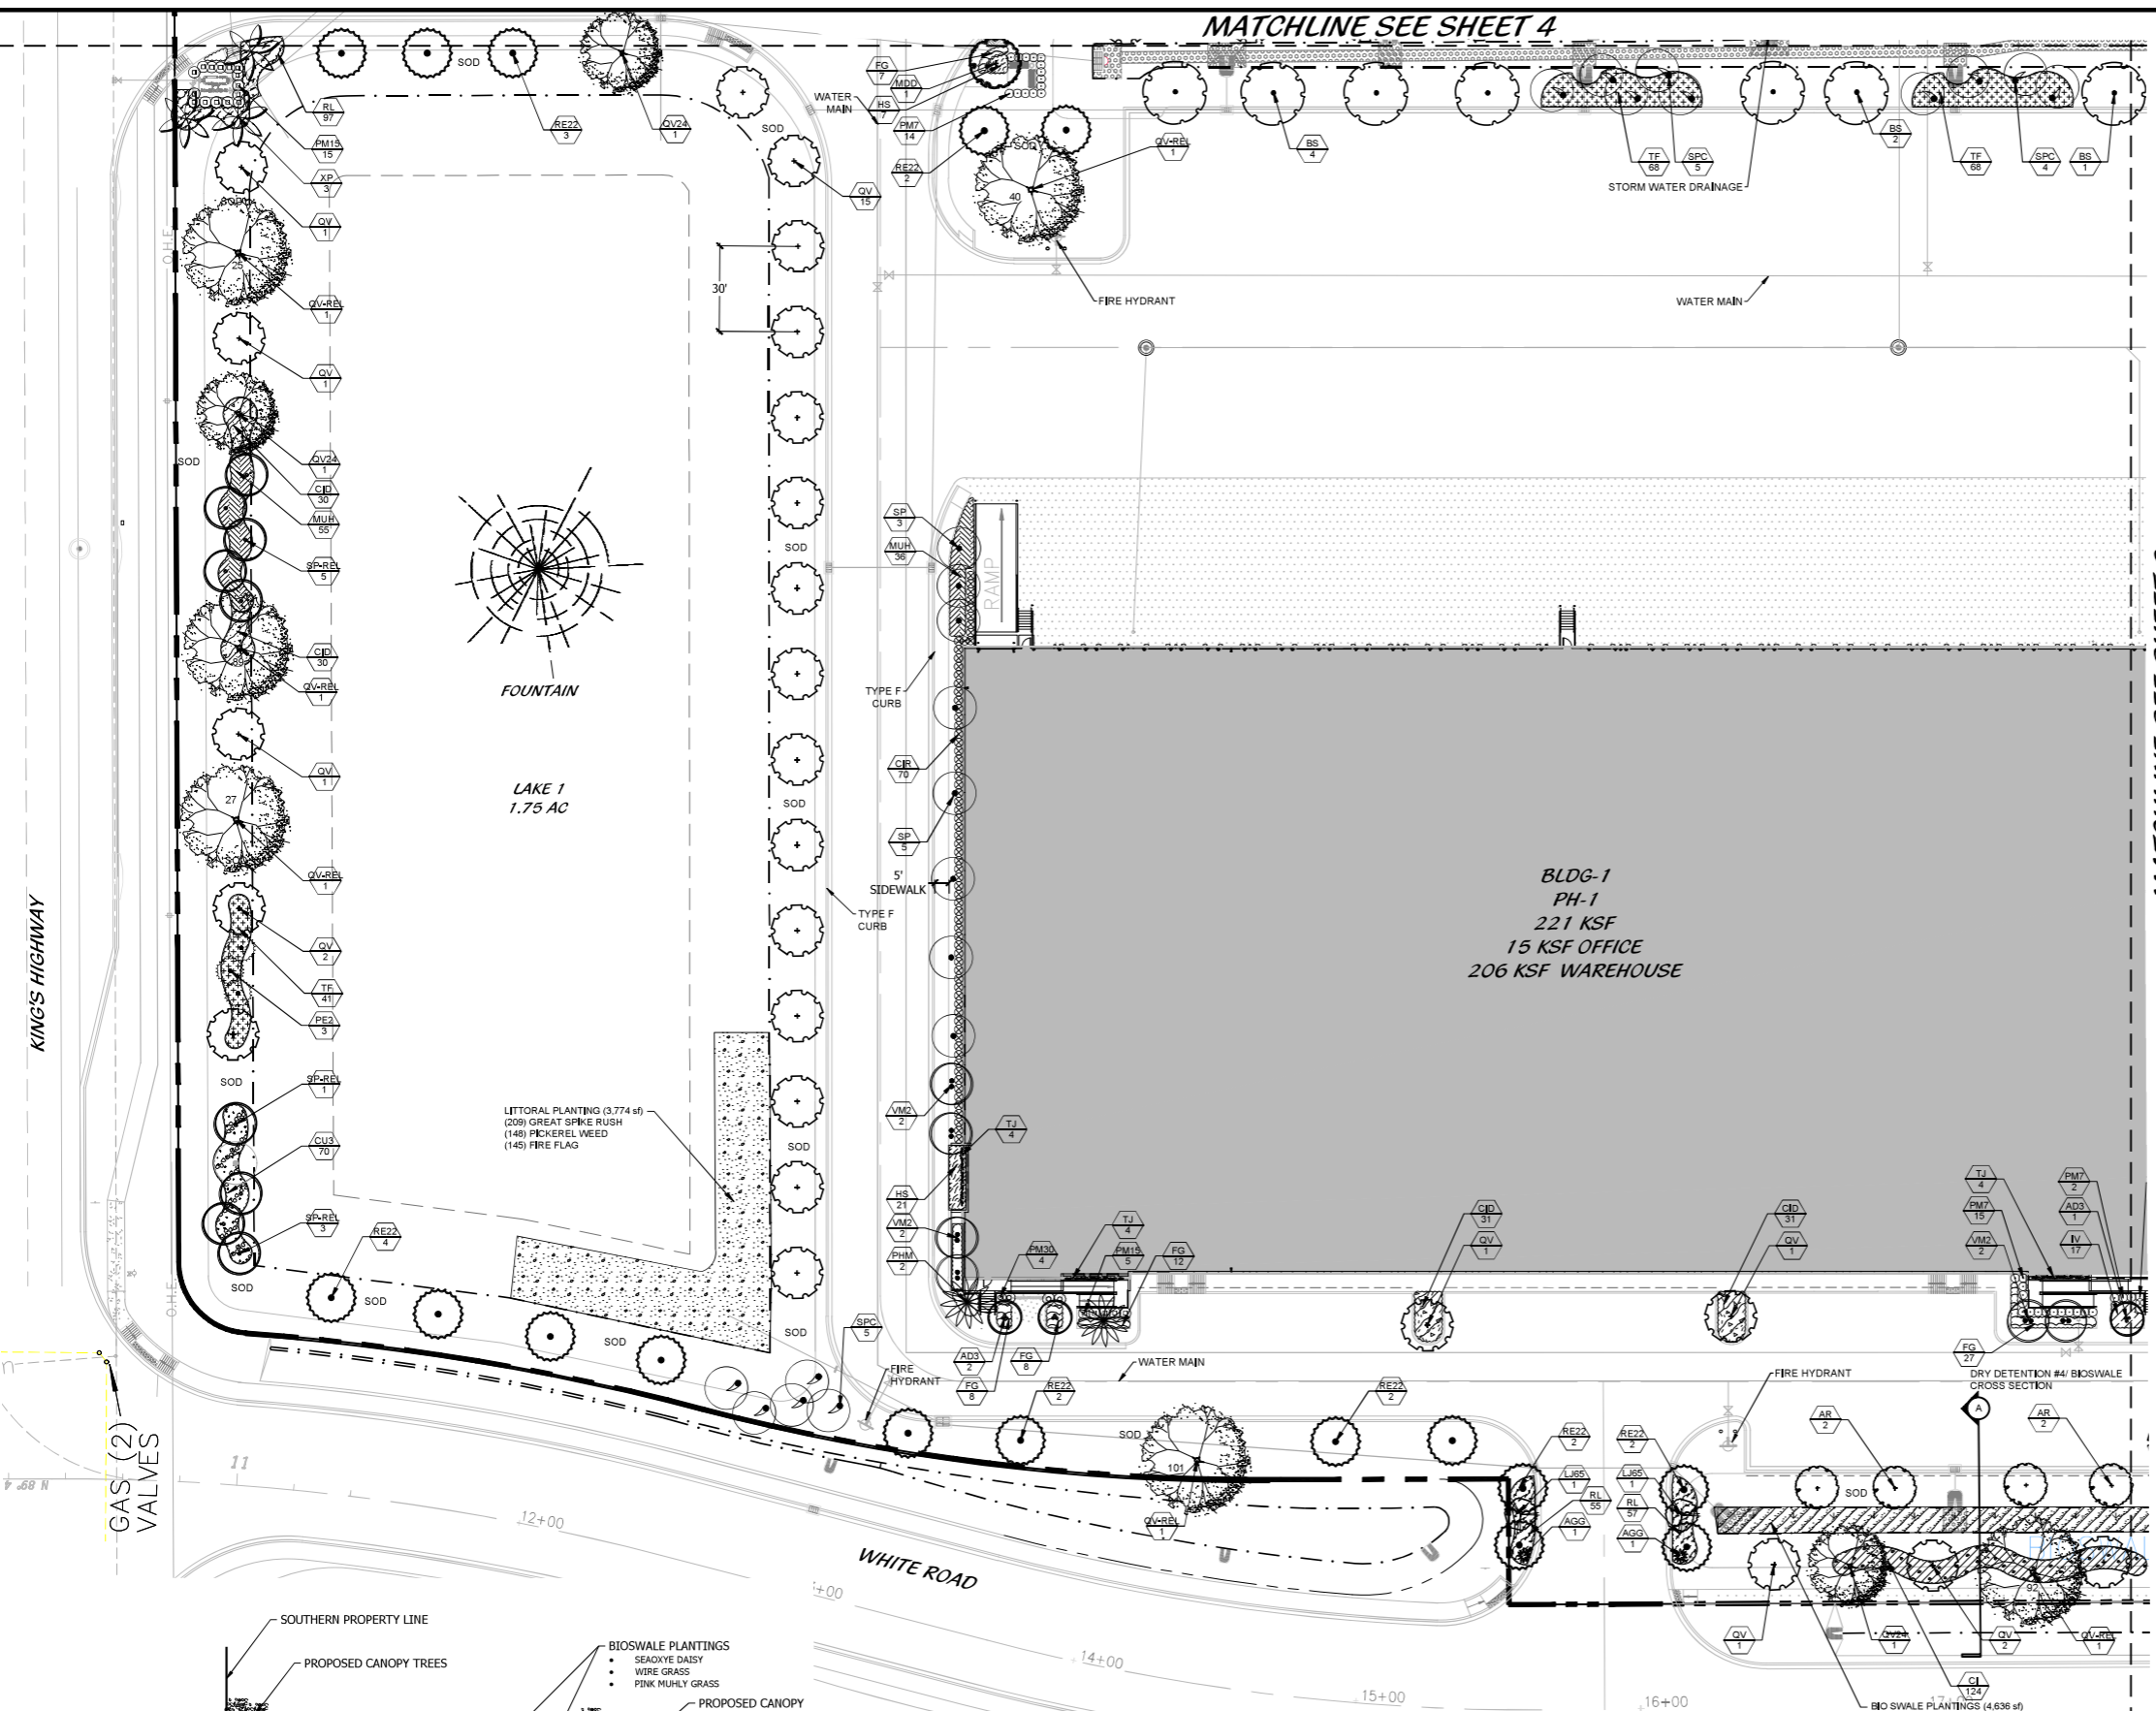 MATCHLINE SEE SHEET 4
SOD
RL
97
PM15
15
XP
3
QV
1
SOD
25
QV-REL
1
QV
1
SOD
QV24
1
CID
30
MUH
55
SP-REL
5
CID
30
89
QV-REL
1
QV
1
27
QV-REL
1
QV
2
TF
41
PE2
3
SOD
SP-REL
1
CU3
70
SP-REL
3
SOD
O.H.E.
O.H.E.
KING'S HIGHWAY
RE22
3
QV24
1
SOD
QV
15
30'
FOUNTAIN
LAKE 1
1.75 AC
SOD
SOD
SOD
SOD
TYPE F
CURB
LITTORAL PLANTING (3,774 sf)
(209) GREAT SPIKE RUSH
(148) PICKEREL WEED
(145) FIRE FLAG
RE22
4
SOD
SOD
SPC
5
FIRE
HYDRANT
FG
7
MDD
1
WATER
MAIN
HS
7
PM7
14
RE22
2
SOD
40
QV-REL
1
BS
4
TF
68
SPC
5
BS
2
TF
68
SPC
4
BS
1
STORM WATER DRAINAGE
FIRE HYDRANT
WATER MAIN
SP
3
MUH
36
RAMP
TYPE F
CURB
CIR
70
SP
5
5'
SIDEWALK
BLDG-1
PH-1
221 KSF
15 KSF OFFICE
206 KSF WAREHOUSE
VM2
2
TJ
4
HS
21
VM2
2
PHM
2
PM30
4
TJ
4
PM15
5
FG
12
CID
31
QV
1
CID
31
QV
1
TJ
4
PM7
15
VM2
2
PM7
2
AD3
1
IV
17
AD3
2
FG
8
FG
8
RE22
2
WATER MAIN
RE22
2
FIRE HYDRANT
FG
27
DRY DETENTION #4/ BIOSWALE
CROSS SECTION
A
AR
2
AR
2
SOD
101
QV-REL
1
RE22
2
LJ65
1
RL
55
AGG
1
RE22
2
LJ65
1
RL
57
AGG
1
SOD
92
QV
1
QV24
1
QV
2
QV-REL
1
CI
124
BIO SWALE PLANTINGS (4,636 sf)
GAS (2)
VALVES
11
12+00
14+00
15+00
16+00
WHITE ROAD
SOUTHERN PROPERTY LINE
PROPOSED CANOPY TREES
BIOSWALE PLANTINGS
• SEAOXYE DAISY
• WIRE GRASS
• PINK MUHLY GRASS
PROPOSED CANOPY